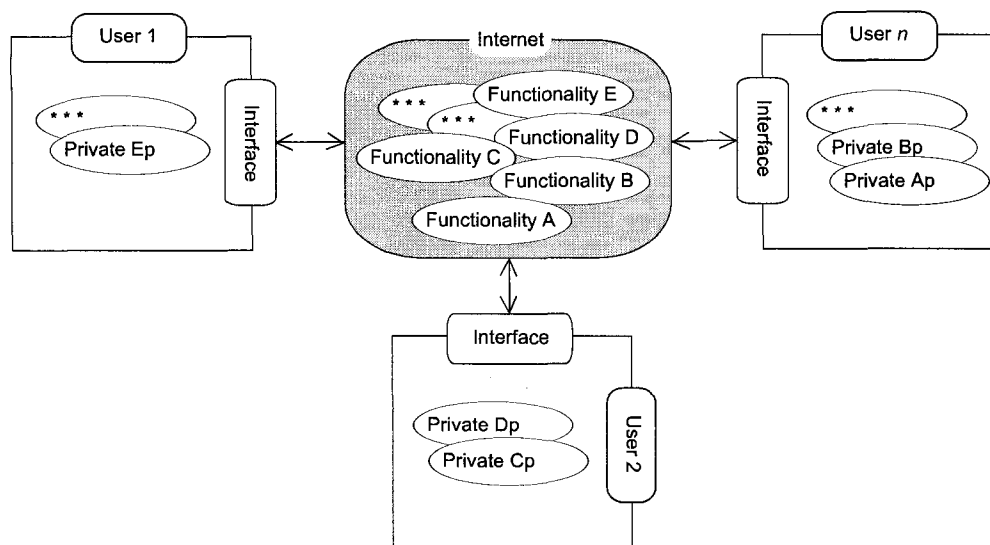 User 1
Interface
* * *
Private Ep
Internet
* * *
Functionality E
* * *
Functionality D
Functionality C
Functionality B
Functionality A
User n
Interface
* * *
Private Bp
Private Ap
Interface
Private Dp
Private Cp
User 2